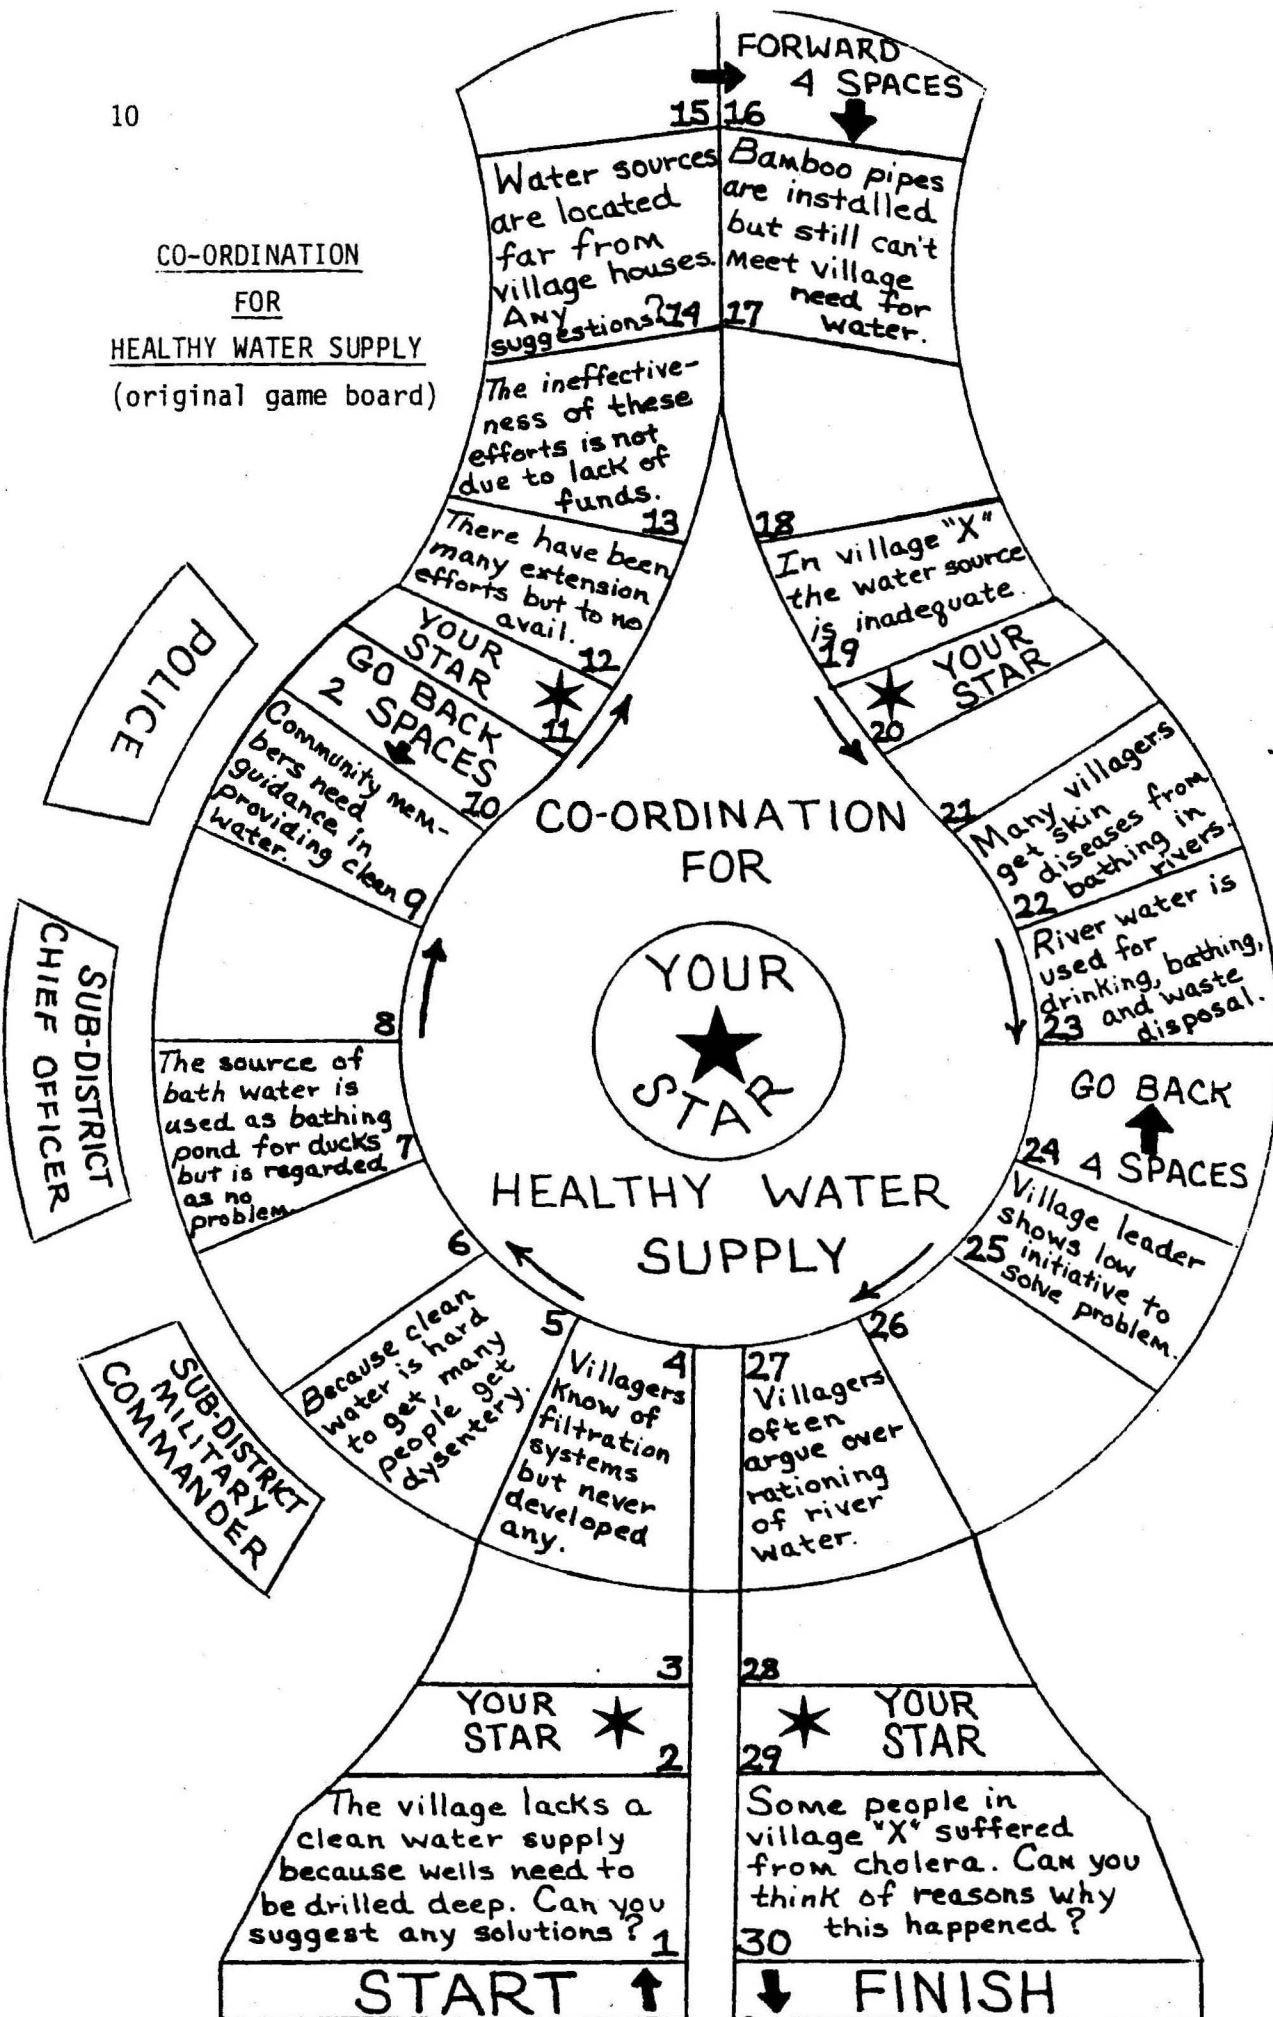 10
CO-ORDINATION
FOR
HEALTHY WATER SUPPLY
(original game board)
START
The village lacks a
clean water supply
because wells need to
be drilled deep. Can you
suggest any solutions? 1
YOUR
STAR
2
3
4
Villagers
know of
filtration
systems
but never
developed
any.
5
Because clean
water is hard
to get, many
people get
dysentery.
6
The source of
bath water is
used as bathing
pond for ducks 7
but is regarded
as no
problem.
8
Community mem-
bers need
guidance in
providing clean 9
water.
GO BACK
2 SPACES
10
YOUR
STAR
11
There have been
many extension
efforts but to no
avail.
12
The ineffective-
ness of these
efforts is not
due to lack of
funds.
13
Water sources
are located
far from
village houses.
Any
suggestions? 14
15
16
FORWARD
4 SPACES
Bamboo pipes
are installed
but still can't
meet village
need for
17 water.
18
In village "X"
the water source
is inadequate.
19
YOUR
STAR
20
21
Many villagers
get skin
diseases from
22 bathing in
rivers.
River water is
used for
drinking, bathing,
23 and waste
disposal.
GO BACK
24 4 SPACES
Village leader
shows low
25 initiative to
solve problem.
26
27
Villagers
often
argue over
rationing
of river
water.
28
YOUR
STAR
29
Some people in
village "X" suffered
from cholera. Can you
think of reasons why
30 this happened?
FINISH
CO-ORDINATION
FOR
YOUR
STAR
HEALTHY WATER
SUPPLY
POLICE
SUB-DISTRICT
CHIEF OFFICER
SUB-DISTRICT
MILITARY
COMMANDER